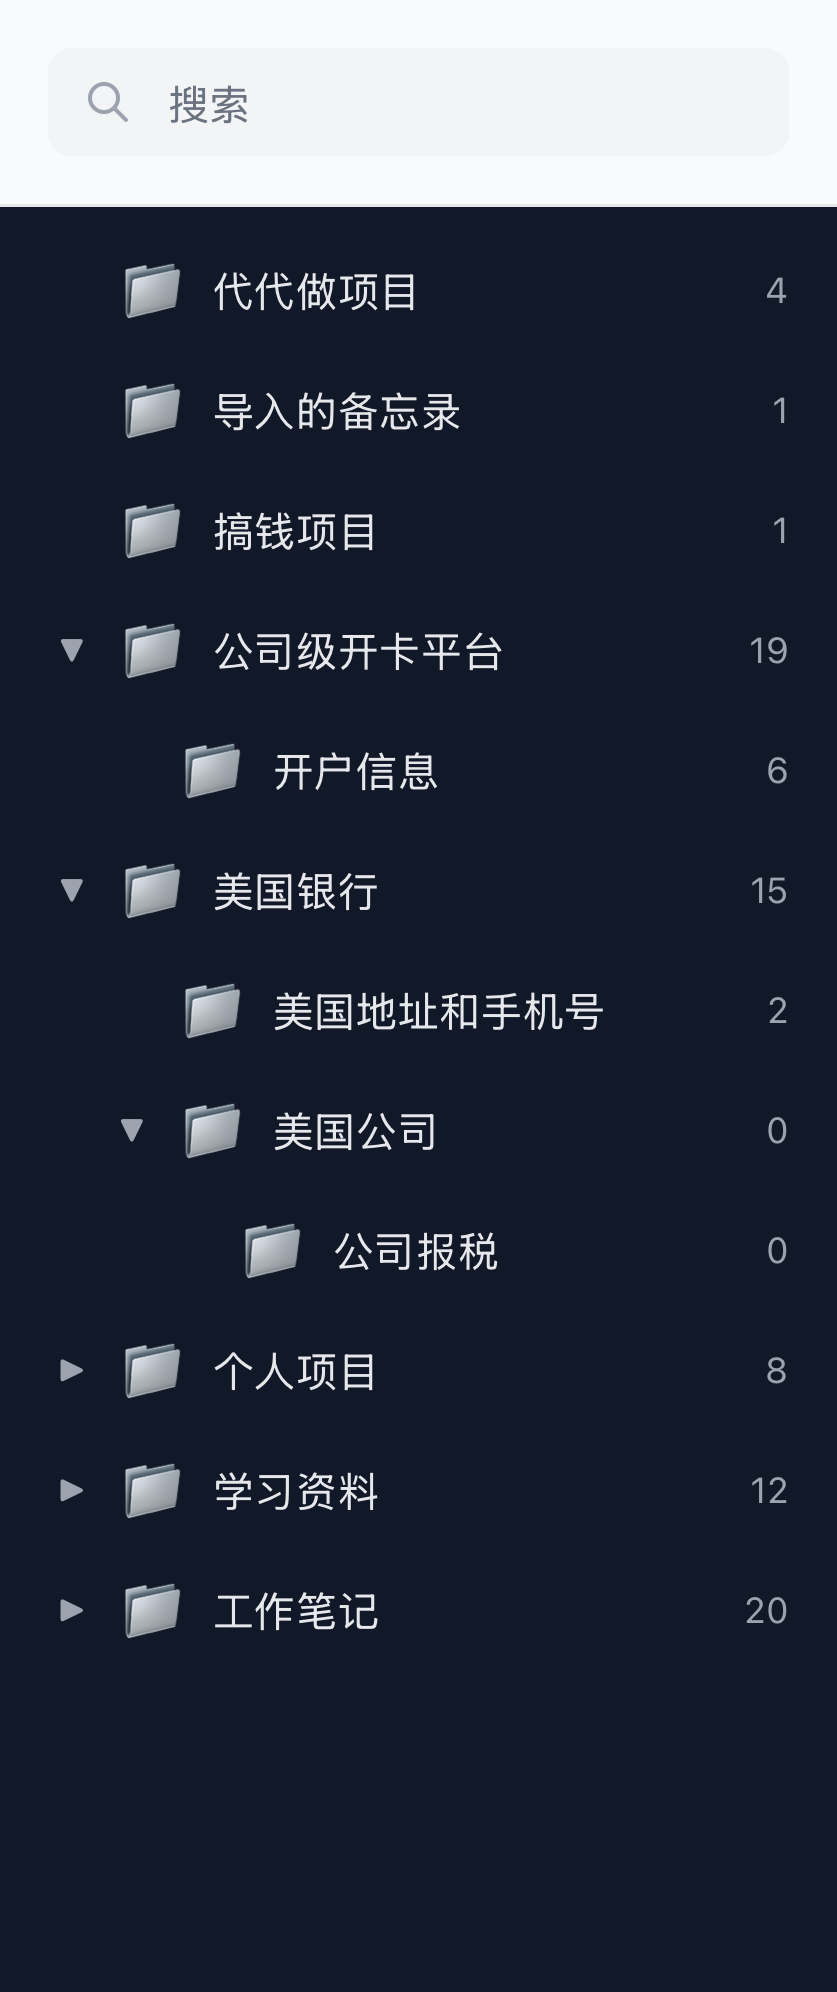 搜索
代代做项目 4
导入的备忘录 1
搞钱项目 1
公司级开卡平台 19
开户信息 6
美国银行 15
美国地址和手机号 2
美国公司 0
公司报税 0
个人项目 8
学习资料 12
工作笔记 20